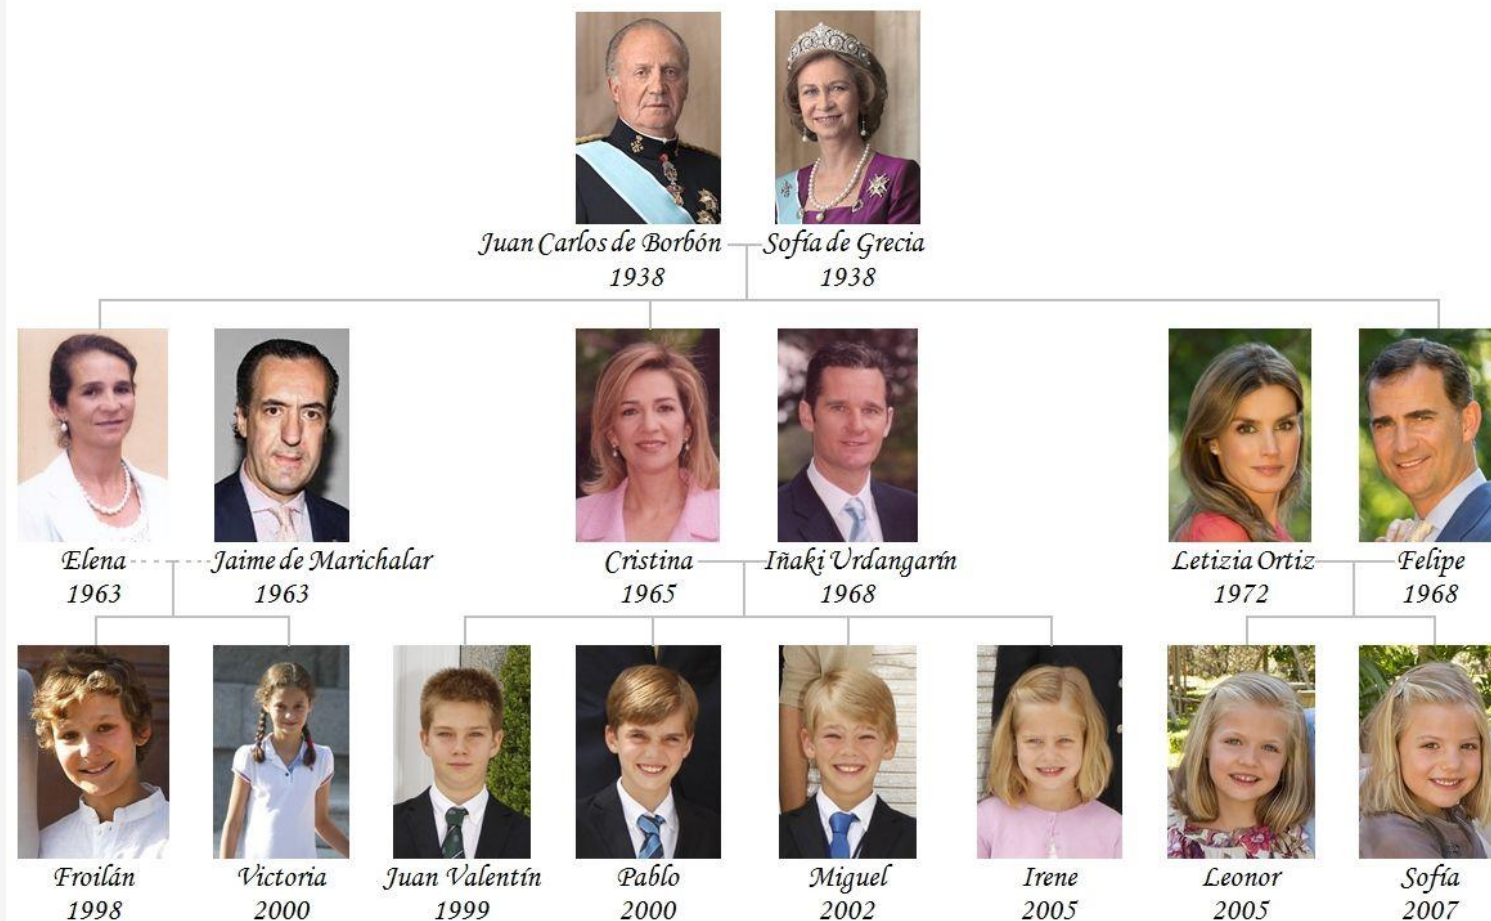 Juan Carlos de Borbón Sofía de Grecia
1938 1938
Elena Jaime de Marichalar Cristina Iñaki Urdangarín Letizia Ortiz Felipe
1963 1963 1965 1968 1972 1968
Froilán Victoria Juan Valentín Pablo Miguel Irene Leonor Sofía
1998 2000 1999 2000 2002 2005 2005 2007